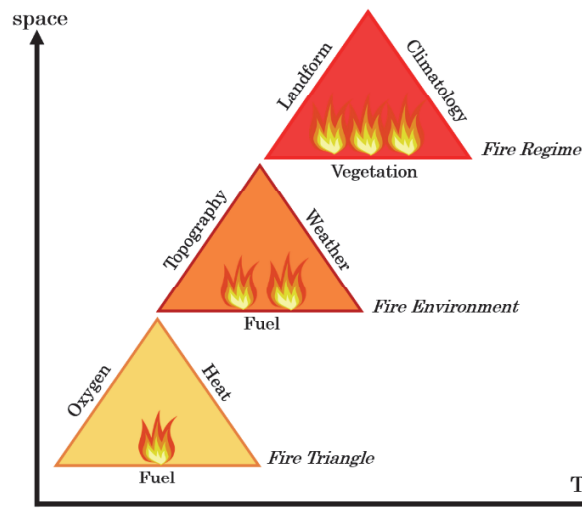 space
Landform
Climatology
Vegetation
Fire Regime
Topography
Weather
Fuel
Fire Environment
Oxygen
Heat
Fuel
Fire Triangle
T